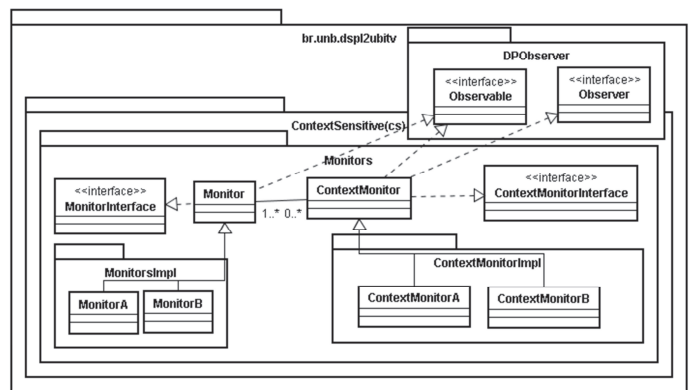 br.unb.dspl2ubitv
DPObserver
<<interface>>
Observable
<<interface>>
Observer
ContextSensitive(cs)
Monitors
<<interface>>
MonitorInterface
Monitor
1..* 0..*
ContextMonitor
<<interface>>
ContextMonitorInterface
MonitorsImpl
MonitorA
MonitorB
ContextMonitorImpl
ContextMonitorA
ContextMonitorB